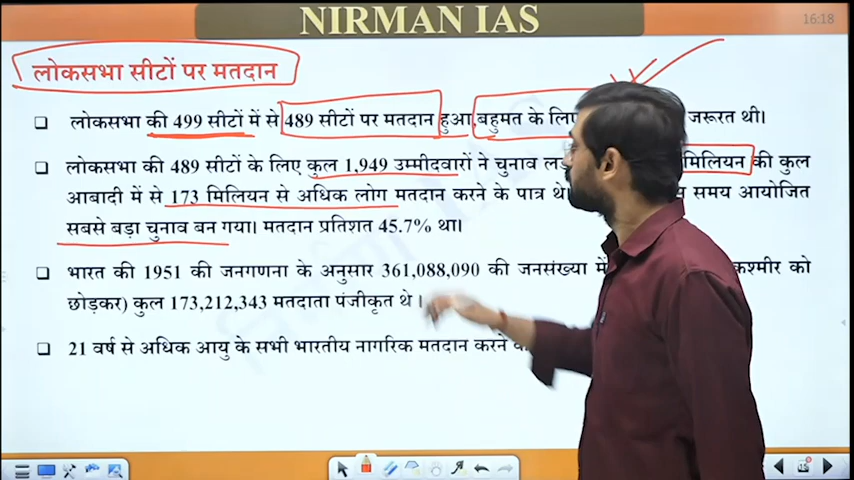 NIRMAN IAS
16:18
लोकसभा सीटों पर मतदान
लोकसभा की 499 सीटों में से 489 सीटों पर मतदान हुआ बहुमत के लिए जरूरत थी।
लोकसभा की 489 सीटों के लिए कुल 1,949 उम्मीदवारों ने चुनाव मिलियन की कुल
आबादी में से 173 मिलियन से अधिक लोग मतदान करने के पात्र थे समय आयोजित
सबसे बड़ा चुनाव बन गया। मतदान प्रतिशत 45.7% था।
भारत की 1951 की जनगणना के अनुसार 361,088,090 की जनसंख्या में कश्मीर को
छोड़कर) कुल 173,212,343 मतदाता पंजीकृत थे।
21 वर्ष से अधिक आयु के सभी भारतीय नागरिक मतदान करने